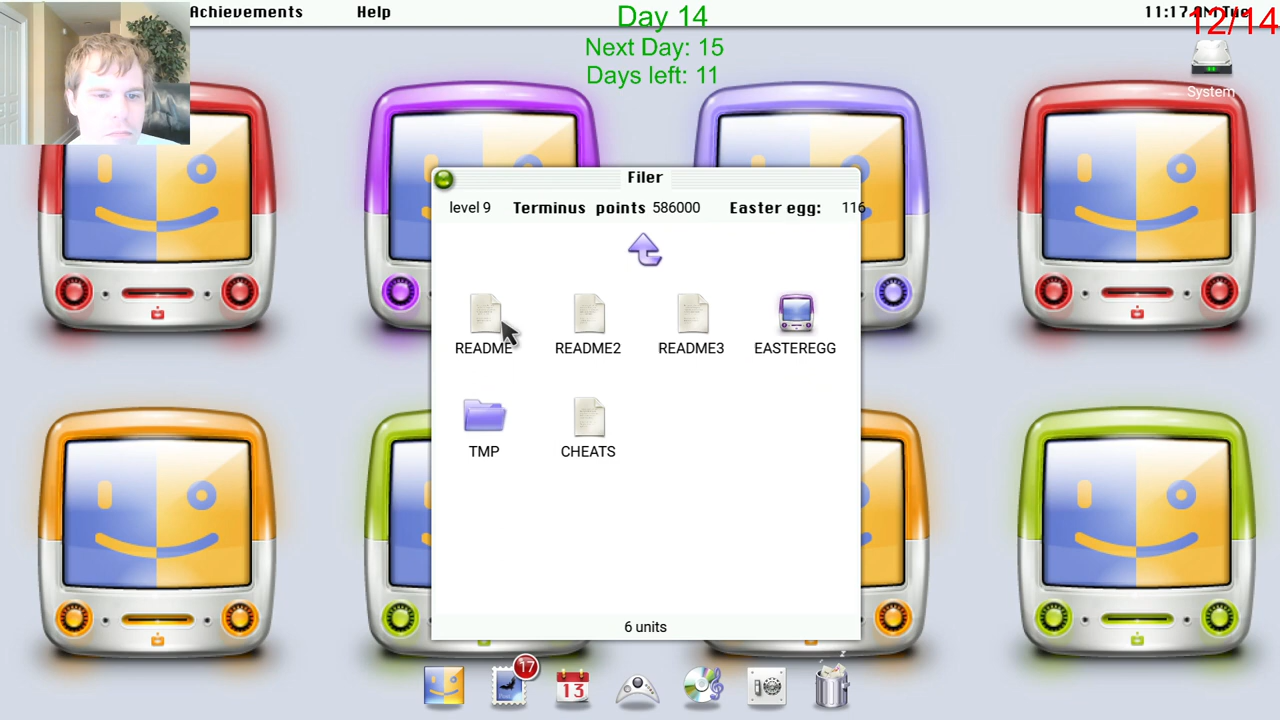 Achievements Help
11:17 AM Tue
12/14
Day 14
Next Day: 15
Days left: 11
System
Filer
level 9 Terminus points 586000 Easter egg: 116
README README2 README3 EASTEREGG
TMP CHEATS
6 units
17
13